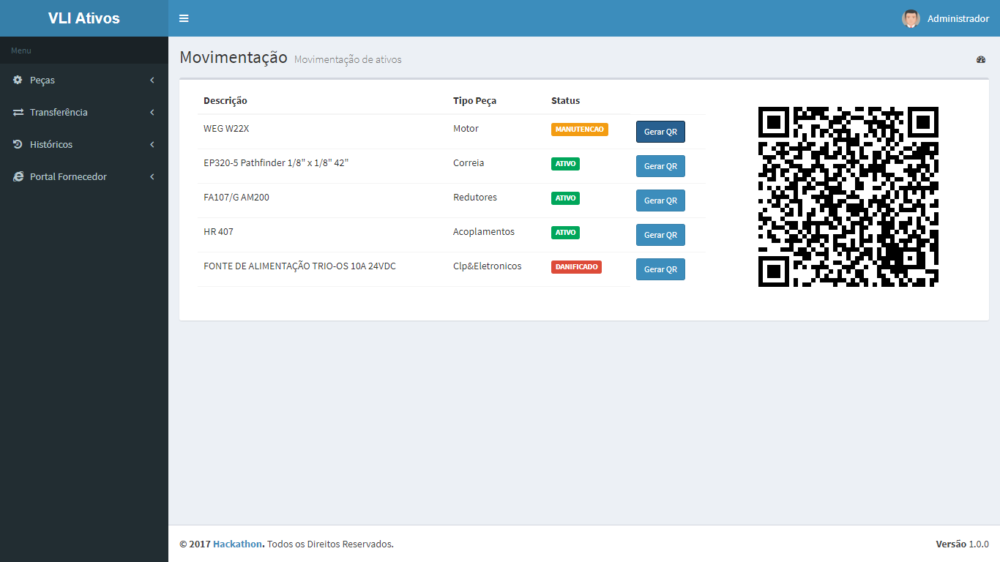 VLI Ativos
Administrador
Menu
Peças
Transferência
Históricos
Portal Fornecedor
Movimentação Movimentação de ativos
Descrição Tipo Peça Status
WEG W22X Motor MANUTENCAO Gerar QR
EP320-5 Pathfinder 1/8" x 1/8" 42" Correia ATIVO Gerar QR
FA107/G AM200 Redutores ATIVO Gerar QR
HR 407 Acoplamentos ATIVO Gerar QR
FONTE DE ALIMENTAÇÃO TRIO-OS 10A 24VDC Clp&Eletronicos DANIFICADO Gerar QR
© 2017 Hackathon. Todos os Direitos Reservados.
Versão 1.0.0